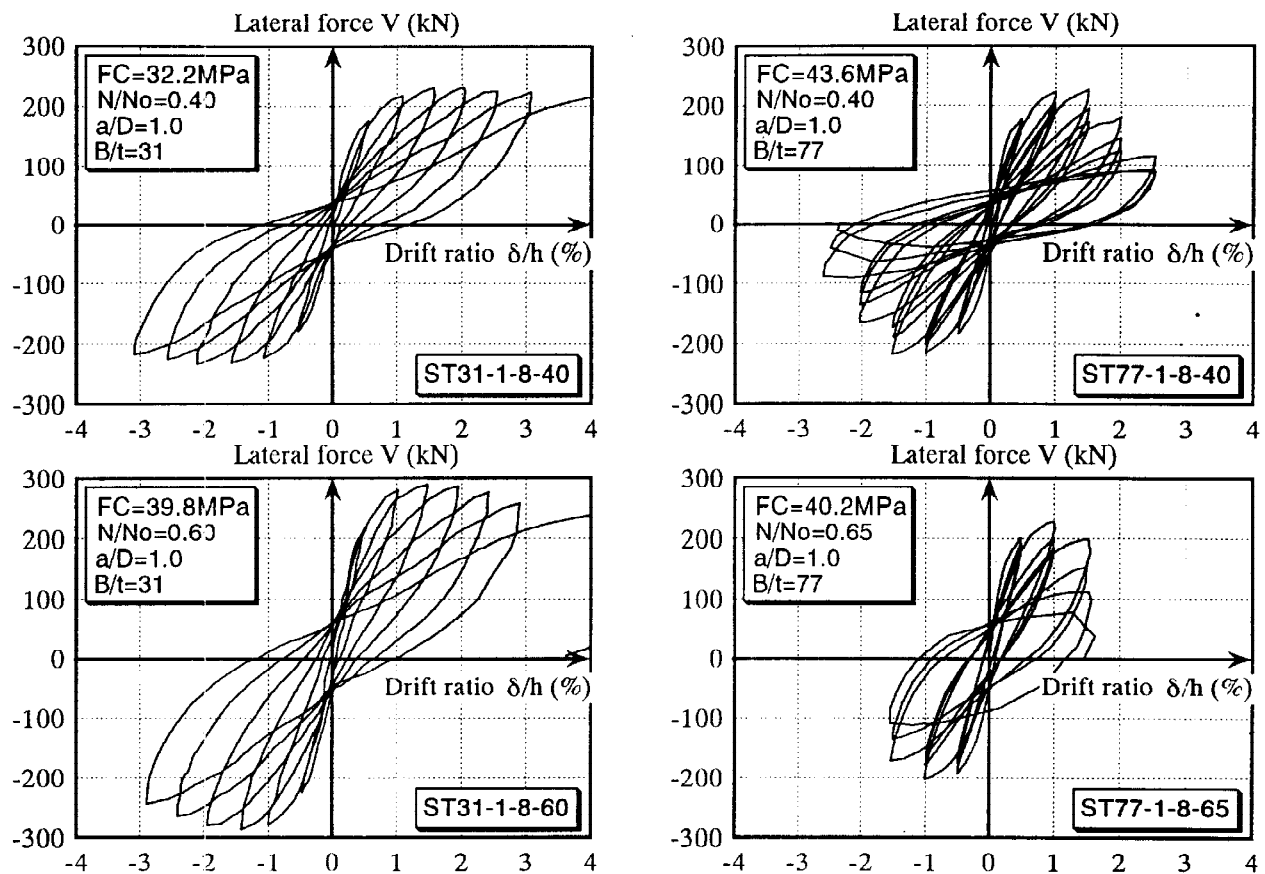 Lateral force V (kN)
300
200
100
0
-100
-200
-300
FC=32.2MPa
N/No=0.40
a/D=1.0
B/t=31
Drift ratio δ/h (%)
ST31-1-8-40
-4 -3 -2 -1 0 1 2 3 4
Lateral force V (kN)
300
200
100
0
-100
-200
-300
FC=43.6MPa
N/No=0.40
a/D=1.0
B/t=77
Drift ratio δ/h (%)
ST77-1-8-40
-4 -3 -2 -1 0 1 2 3 4
Lateral force V (kN)
300
200
100
0
-100
-200
-300
FC=39.8MPa
N/No=0.60
a/D=1.0
B/t=31
Drift ratio δ/h (%)
ST31-1-8-60
-4 -3 -2 -1 0 1 2 3 4
Lateral force V (kN)
300
200
100
0
-100
-200
-300
FC=40.2MPa
N/No=0.65
a/D=1.0
B/t=77
Drift ratio δ/h (%)
ST77-1-8-65
-4 -3 -2 -1 0 1 2 3 4